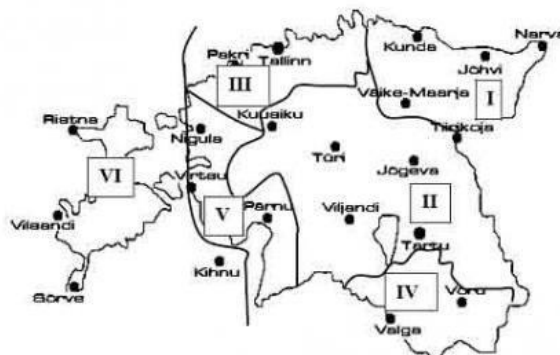 Narva
Kunda
Tallinn
Pakri
Jõhvi
III
I
Väike-Maarja
Ristna
Nigula
Kuusiku
Tiirikoja
Türi
Jõgeva
VI
Virtsu
V
Pärnu
Viljandi
II
Vilsandi
Tartu
Kihnu
Sõrve
IV
Võru
Valga